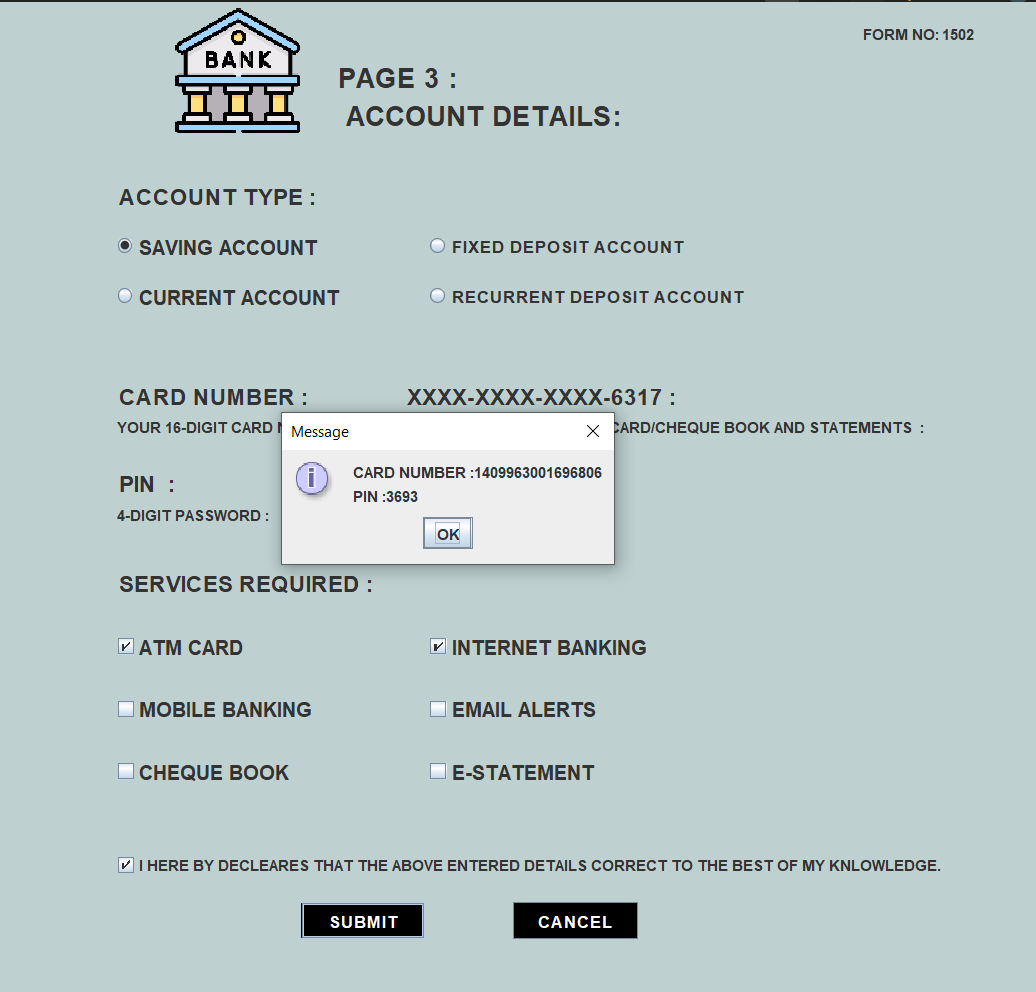 FORM NO: 1502
BANK
PAGE 3 :
ACCOUNT DETAILS:
ACCOUNT TYPE :
SAVING ACCOUNT FIXED DEPOSIT ACCOUNT
CURRENT ACCOUNT RECURRENT DEPOSIT ACCOUNT
CARD NUMBER : XXXX-XXXX-XXXX-6317 :
YOUR 16-DIGIT CARD CARD/CHEQUE BOOK AND STATEMENTS :
Message
CARD NUMBER :1409963001696806
PIN :3693
OK
PIN :
4-DIGIT PASSWORD :
SERVICES REQUIRED :
ATM CARD INTERNET BANKING
MOBILE BANKING EMAIL ALERTS
CHEQUE BOOK E-STATEMENT
I HERE BY DECLEARES THAT THE ABOVE ENTERED DETAILS CORRECT TO THE BEST OF MY KNLOWLEDGE.
SUBMIT CANCEL